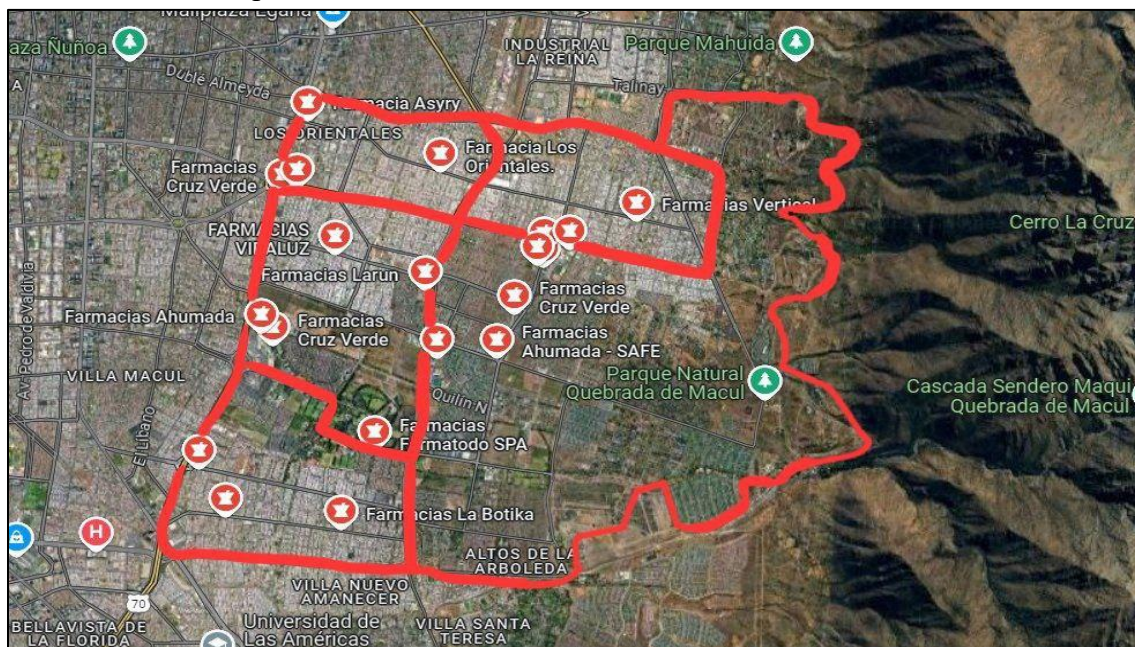 Mallplaza Egaña
aza Ñuñoa
Dublé Almeyda
INDUSTRIAL
LA REINA
Parque Mahuida
Talinay
A
Farmacia Asyry
LOS ORIENTALES
Farmacia Los
Orientales.
Farmacias
Cruz Verde
Farmacias Vertical
FARMACIAS
VIDALUZ
Cerro La Cruz
Farmacias Larun
Av. Pedro de Valdivia
Farmacias Ahumada
Farmacias
Cruz Verde
Farmacias
Cruz Verde
Farmacias
Ahumada - SAFE
VILLA MACUL
Parque Natural
Quebrada de Macul
Cascada Sendero Maqui
Quebrada de Macul
Quilín N
El Líbano
Farmacias
Farmatodo SPA
H
Farmacias La Botika
ALTOS DE LA
ARBOLEDA
VILLA NUEVO
AMANECER
70
BELLAVISTA DE
LA FLORIDA
Universidad de
Las Américas
VILLA SANTA
TERESA